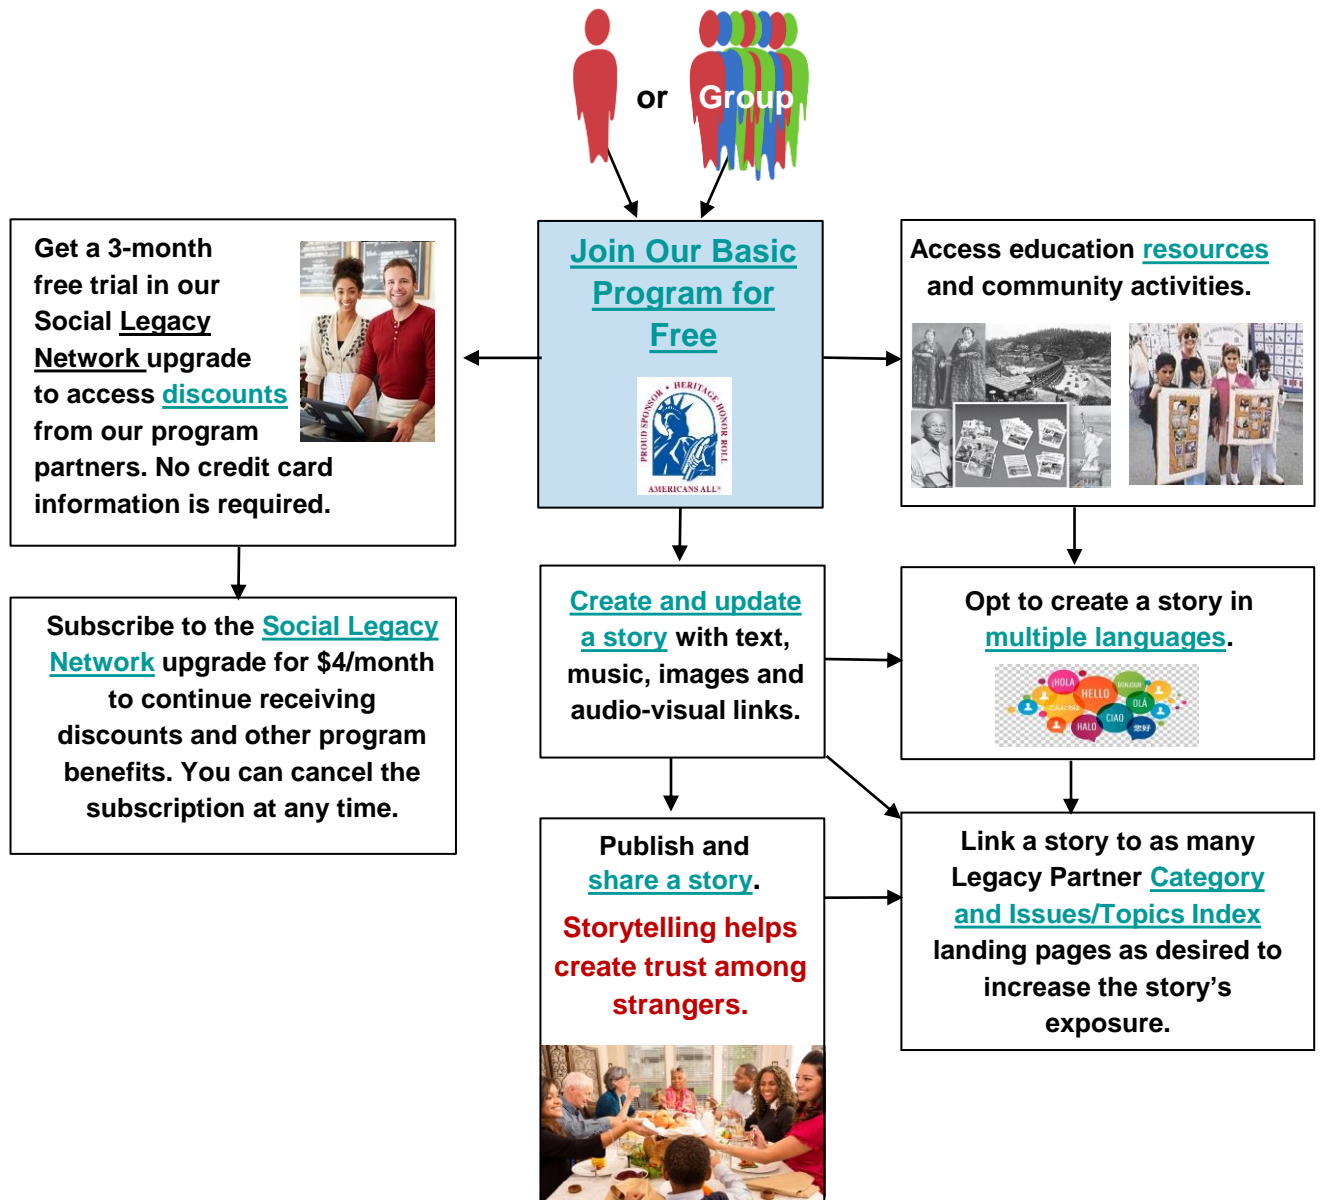 or
Group
Get a 3-month
free trial in our
Social Legacy
Network upgrade
to access discounts
from our program
partners. No credit card
information is required.
Join Our Basic
Program for
Free
PROUD SPONSOR • HERITAGE HONOR ROLL
AMERICANS ALL®
Access education resources
and community activities.
Subscribe to the Social Legacy
Network upgrade for $4/month
to continue receiving
discounts and other program
benefits. You can cancel the
subscription at any time.
Create and update
a story with text,
music, images and
audio-visual links.
Opt to create a story in
multiple languages.
¡HOLA
HELLO
BONJOUR
OLÁ
CIAO
HALO
您好
Publish and
share a story.
Storytelling helps
create trust among
strangers.
Link a story to as many
Legacy Partner Category
and Issues/Topics Index
landing pages as desired to
increase the story’s
exposure.